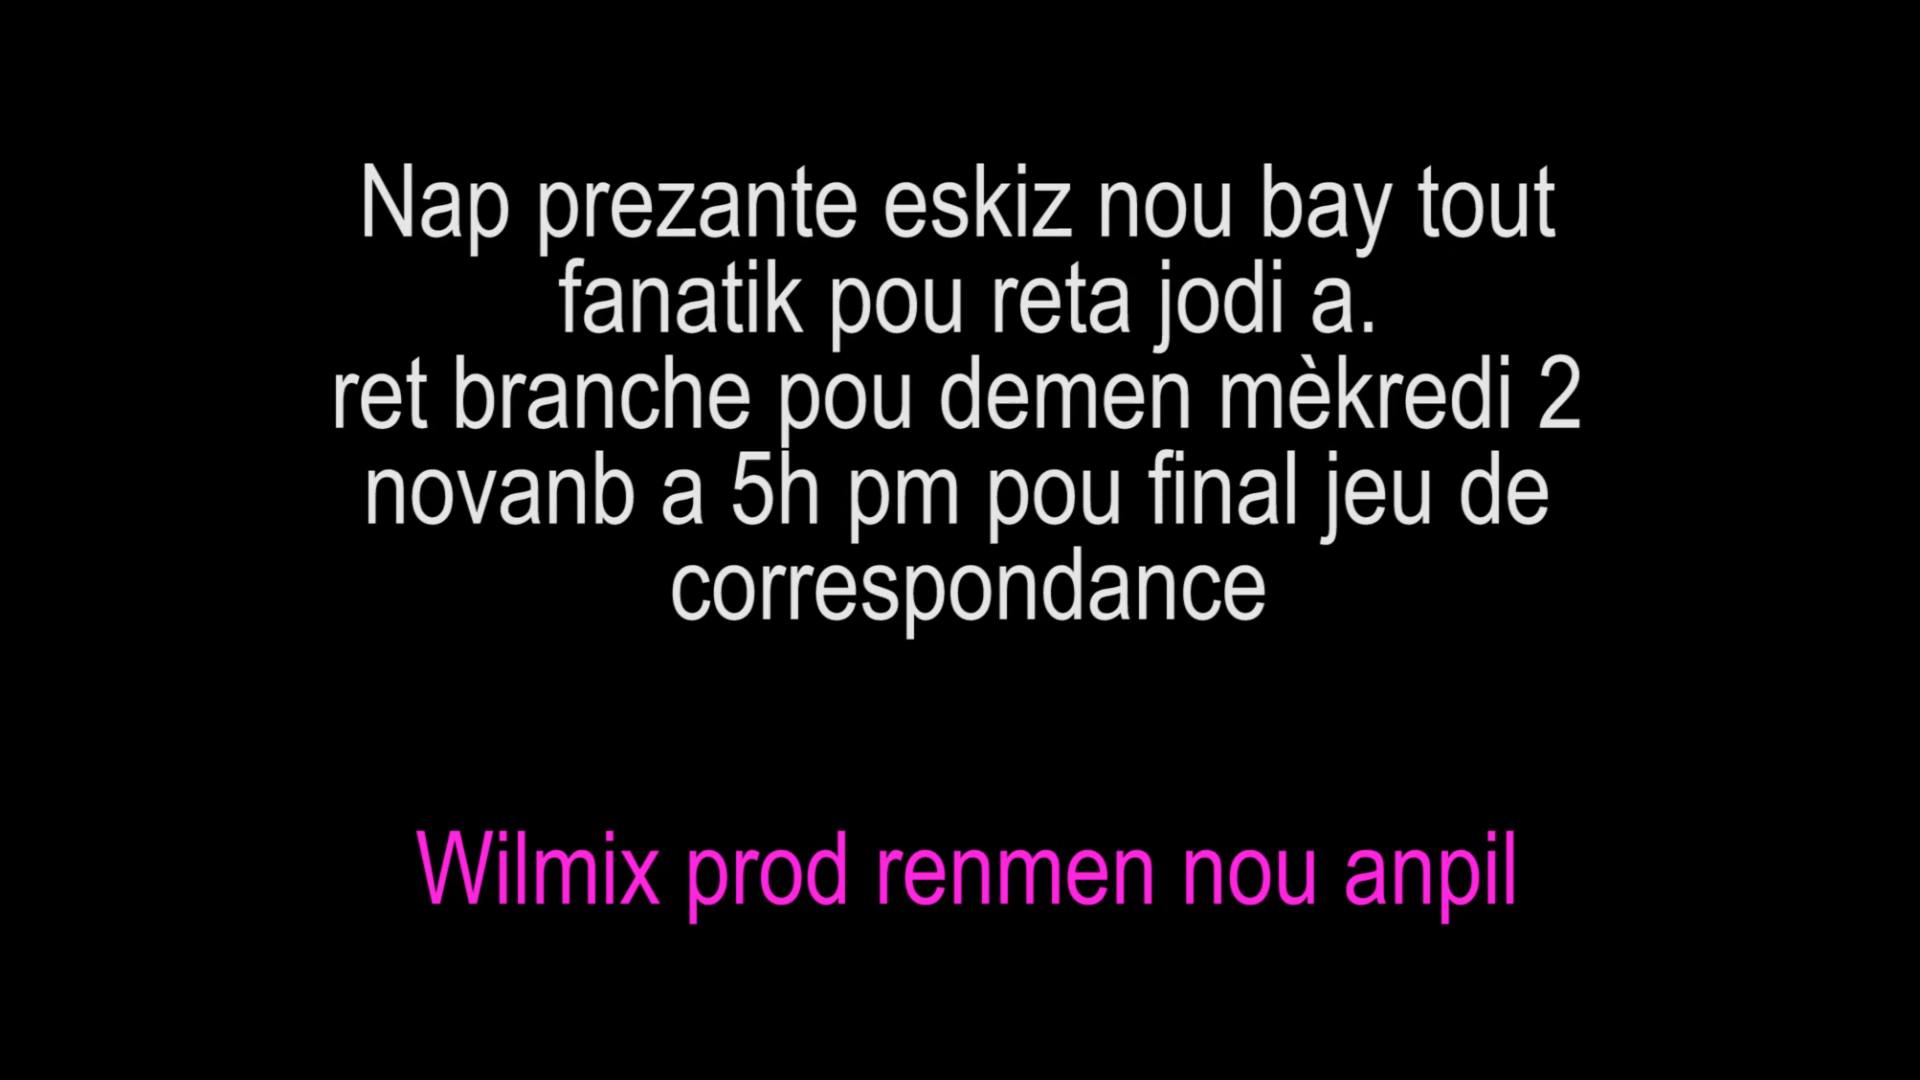 Nap prezante eskiz nou bay tout
fanatik pou reta jodi a.
ret branche pou demen mèkredi 2
novanb a 5h pm pou final jeu de
correspondance
Wilmix prod renmen nou anpil